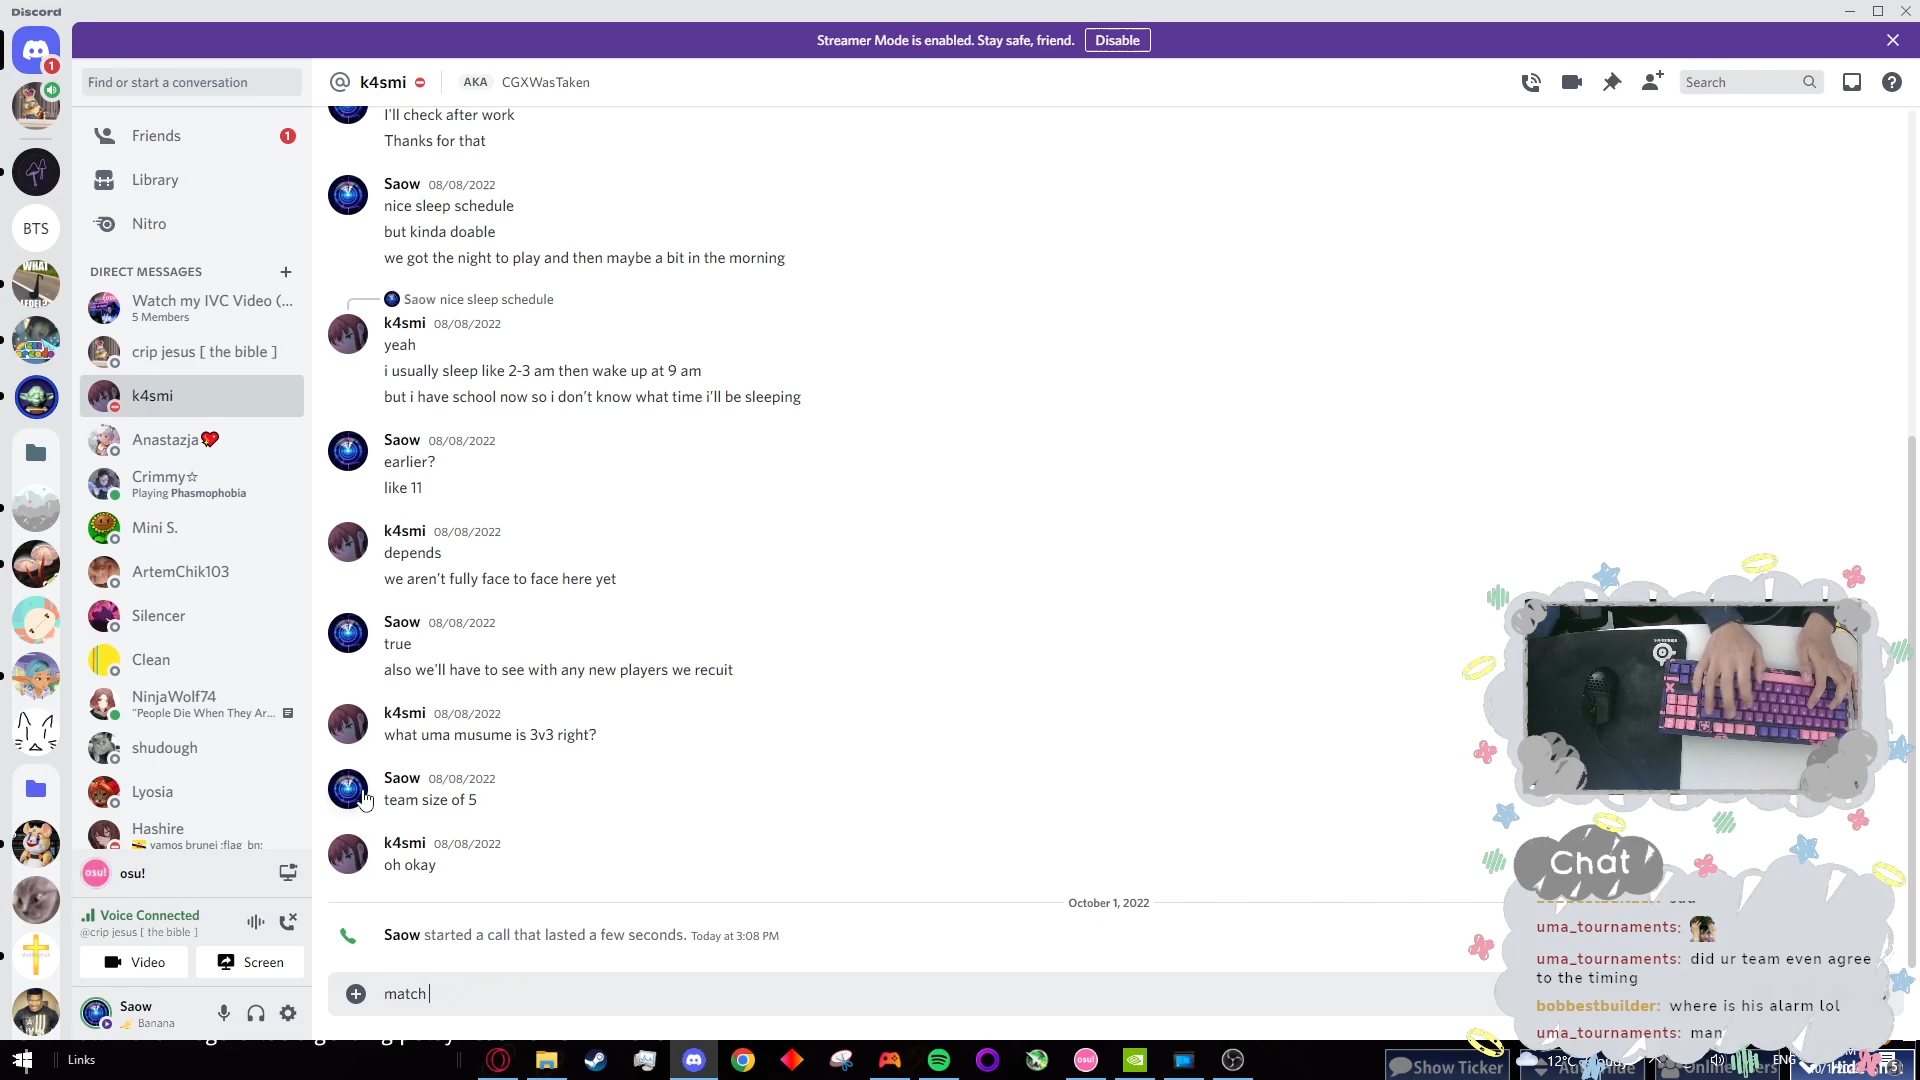 Discord
Streamer Mode is enabled. Stay safe, friend.
Disable
Find or start a conversation
k4smi
AKA
CGXWasTaken
Search
1
Friends
1
Library
Nitro
DIRECT MESSAGES
Watch my IVC Video (...
5 Members
crip jesus [ the bible ]
k4smi
Anastazja
Crimmy☆
Playing Phasmophobia
Mini S.
ArtemChik103
Silencer
Clean
NinjaWolf74
"People Die When They Ar...
shudough
Lyosia
Hashire
vamos brunei :flag_bn:
osu!
osu!
Voice Connected
@crip jesus [ the bible ]
Video
Screen
Saow
Banana
BTS
WHAT
I'll check after work
Thanks for that
Saow 08/08/2022
nice sleep schedule
but kinda doable
we got the night to play and then maybe a bit in the morning
Saow nice sleep schedule
k4smi 08/08/2022
yeah
i usually sleep like 2-3 am then wake up at 9 am
but i have school now so i don't know what time i'll be sleeping
Saow 08/08/2022
earlier?
like 11
k4smi 08/08/2022
depends
we aren't fully face to face here yet
Saow 08/08/2022
true
also we'll have to see with any new players we recuit
k4smi 08/08/2022
what uma musume is 3v3 right?
Saow 08/08/2022
team size of 5
k4smi 08/08/2022
oh okay
October 1, 2022
Saow started a call that lasted a few seconds. Today at 3:08 PM
match
Chat
uma_tournaments:
uma_tournaments: did ur team even agree
to the timing
bobbestbuilder: where is his alarm lol
uma_tournaments: man
Links
osu!
Show Ticker
12°C
ENG
5